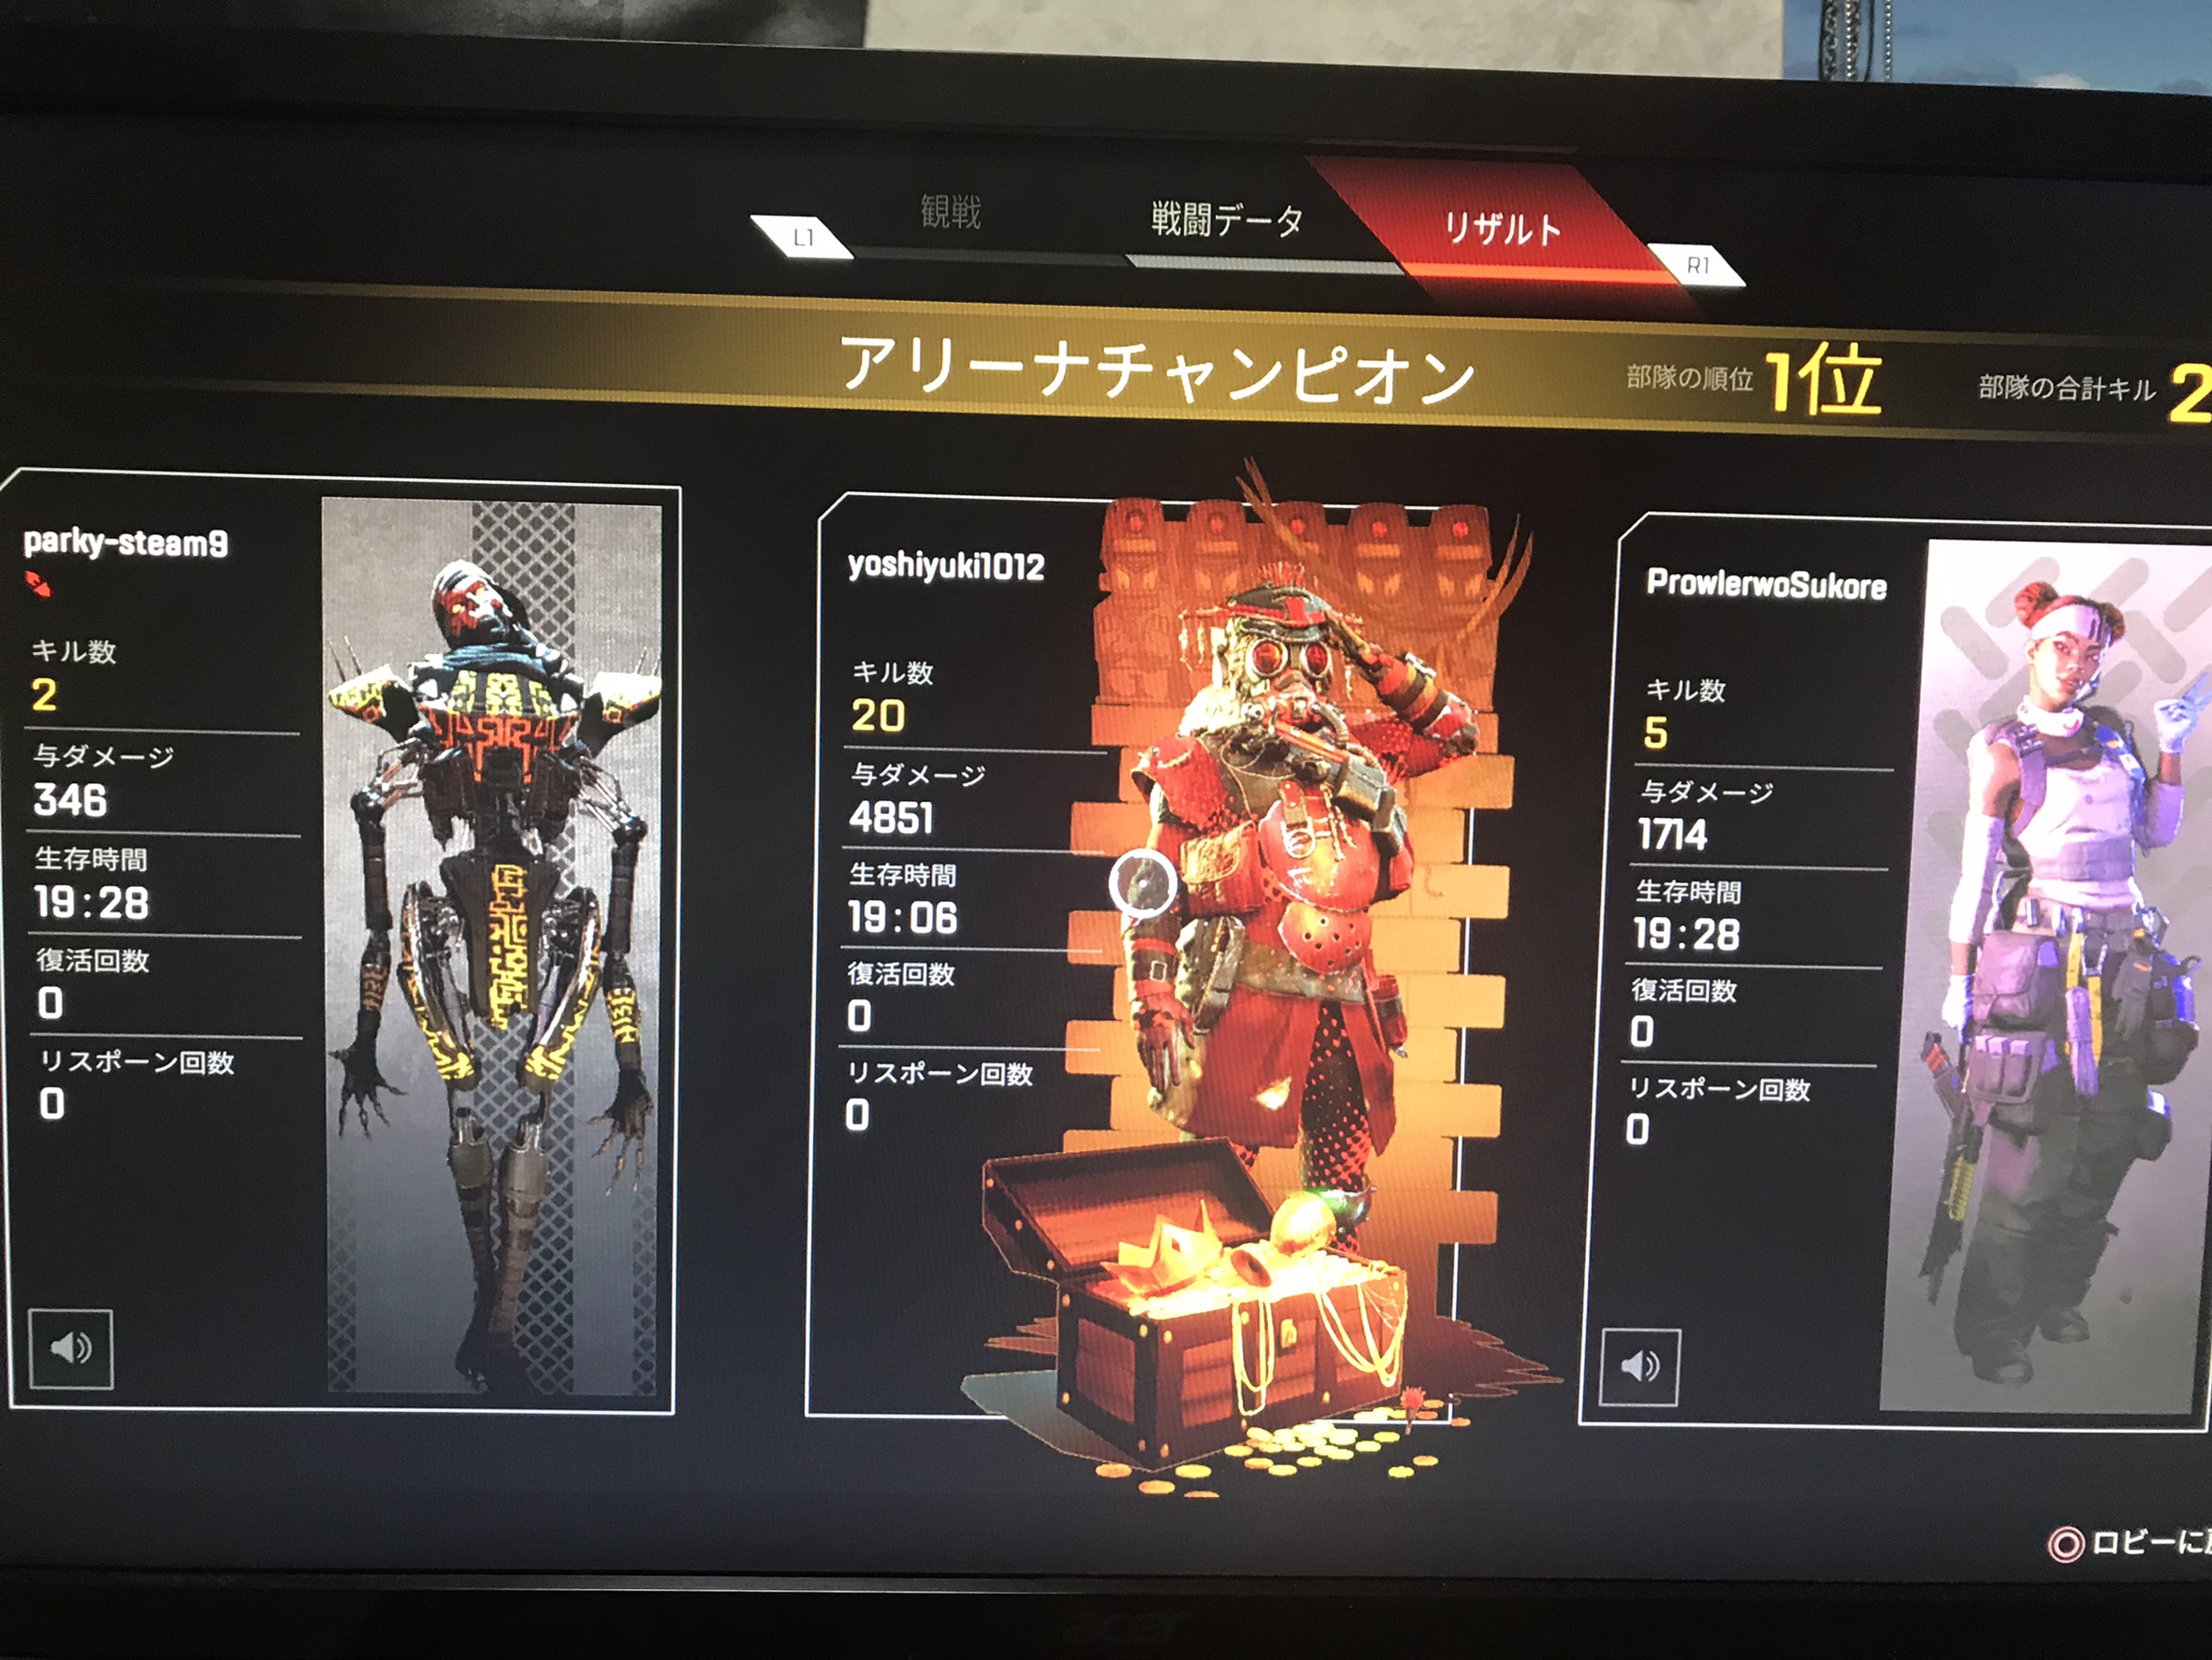 L1
観戦
戦闘データ
リザルト
R1
アリーナチャンピオン
部隊の順位 1位
部隊の合計キル 2
parky-steam9
キル数
2
与ダメージ
346
生存時間
19:28
復活回数
0
リスポーン回数
0
yoshiyuki1012
キル数
20
与ダメージ
4851
生存時間
19:06
復活回数
0
リスポーン回数
0
ProwlerwoSukore
キル数
5
与ダメージ
1714
生存時間
19:28
復活回数
0
リスポーン回数
0
ロビーに
acer